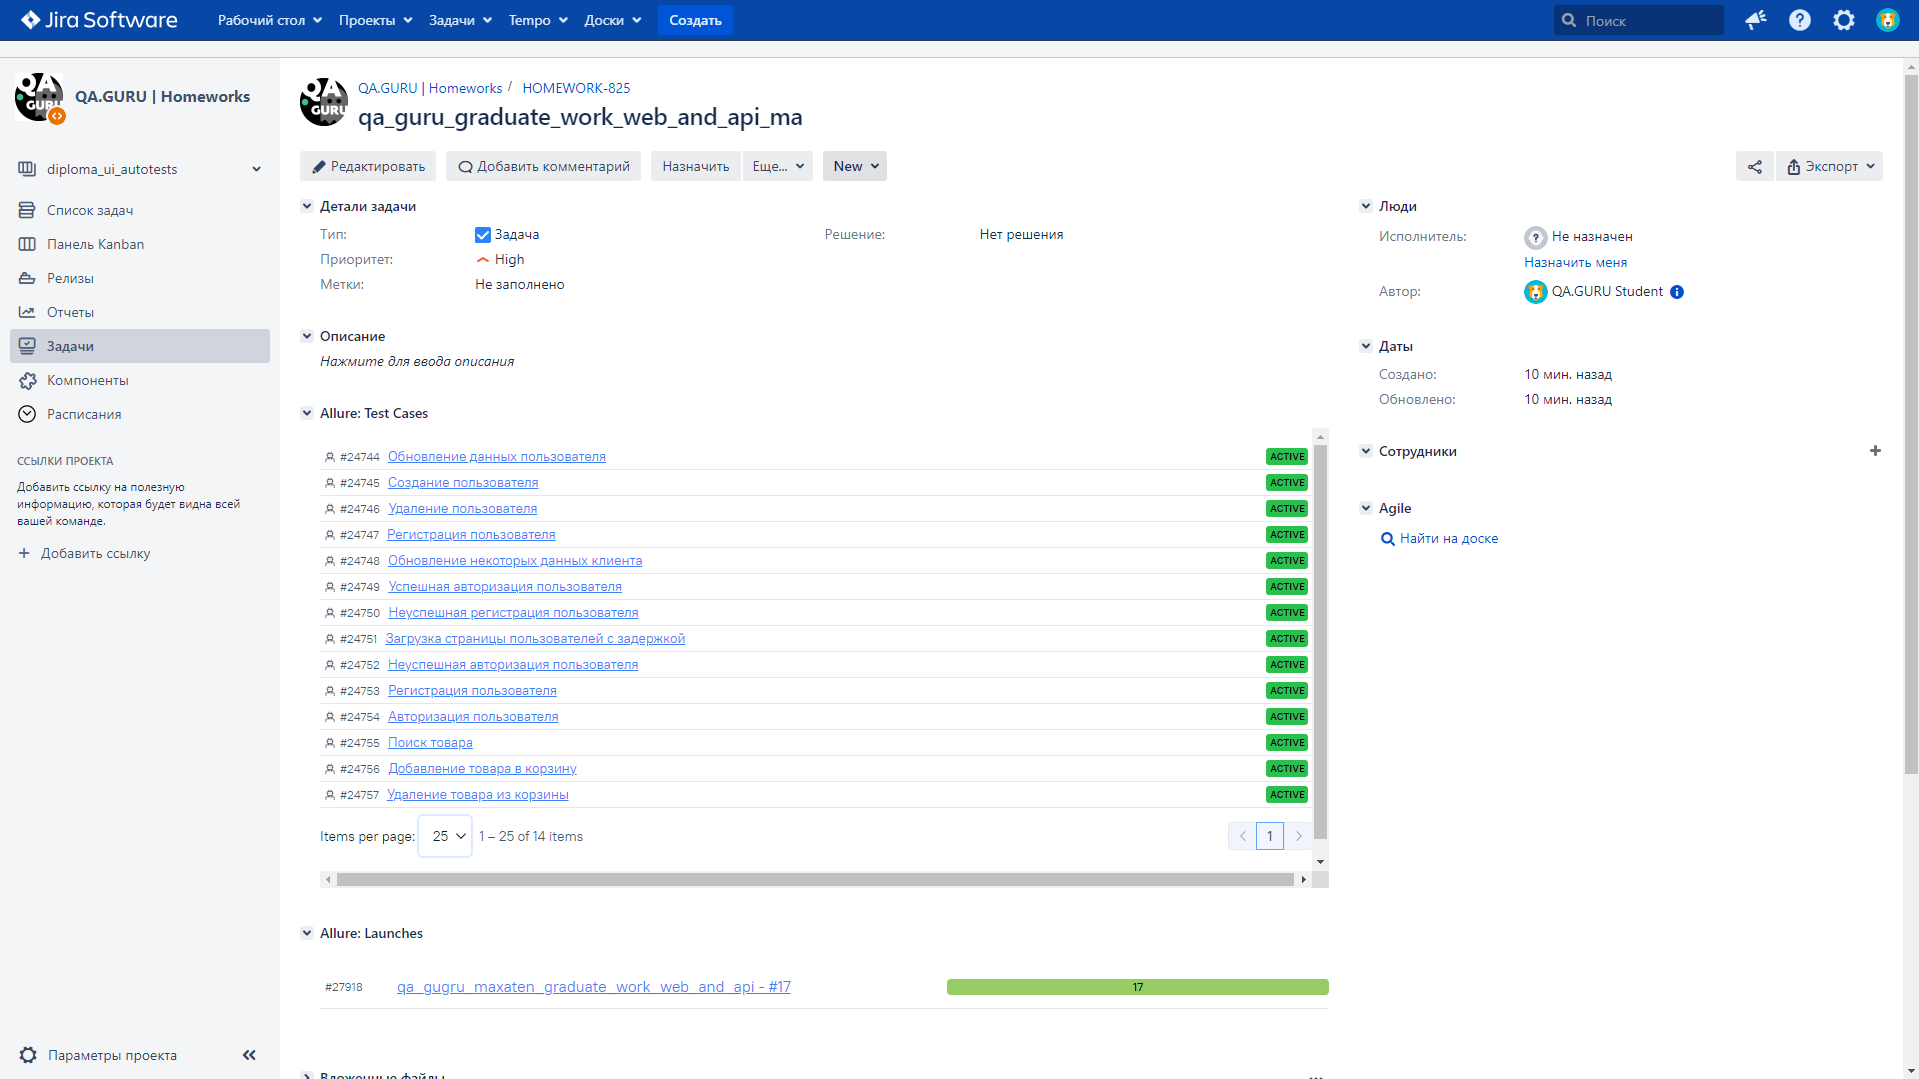 Jira Software
Рабочий стол
Проекты
Задачи
Tempo
Доски
Создать
Поиск
QA GURU
QA.GURU | Homeworks
diploma_ui_autotests
Список задач
Панель Kanban
Релизы
Отчеты
Задачи
Компоненты
Расписания
ССЫЛКИ ПРОЕКТА
Добавить ссылку на полезную
информацию, которая будет видна всей
вашей команде.
+ Добавить ссылку
Параметры проекта
QA GURU
QA.GURU | Homeworks / HOMEWORK-825
qa_guru_graduate_work_web_and_api_ma
Редактировать
Добавить комментарий
Назначить
Еще...
New
Экспорт
Детали задачи
Тип: Задача
Решение: Нет решения
Приоритет: High
Метки: Не заполнено
Описание
Нажмите для ввода описания
Allure: Test Cases
#24744 Обновление данных пользователя ACTIVE
#24745 Создание пользователя ACTIVE
#24746 Удаление пользователя ACTIVE
#24747 Регистрация пользователя ACTIVE
#24748 Обновление некоторых данных клиента ACTIVE
#24749 Успешная авторизация пользователя ACTIVE
#24750 Неуспешная регистрация пользователя ACTIVE
#24751 Загрузка страницы пользователей с задержкой ACTIVE
#24752 Неуспешная авторизация пользователя ACTIVE
#24753 Регистрация пользователя ACTIVE
#24754 Авторизация пользователя ACTIVE
#24755 Поиск товара ACTIVE
#24756 Добавление товара в корзину ACTIVE
#24757 Удаление товара из корзины ACTIVE
Items per page: 25 1 – 25 of 14 items
1
Allure: Launches
#27918 qa_gugru_maxaten_graduate_work_web_and_api - #17 17
Вложенные файлы
Люди
Исполнитель: Не назначен
Назначить меня
Автор: QA.GURU Student
Даты
Создано: 10 мин. назад
Обновлено: 10 мин. назад
Сотрудники
Agile
Найти на доске